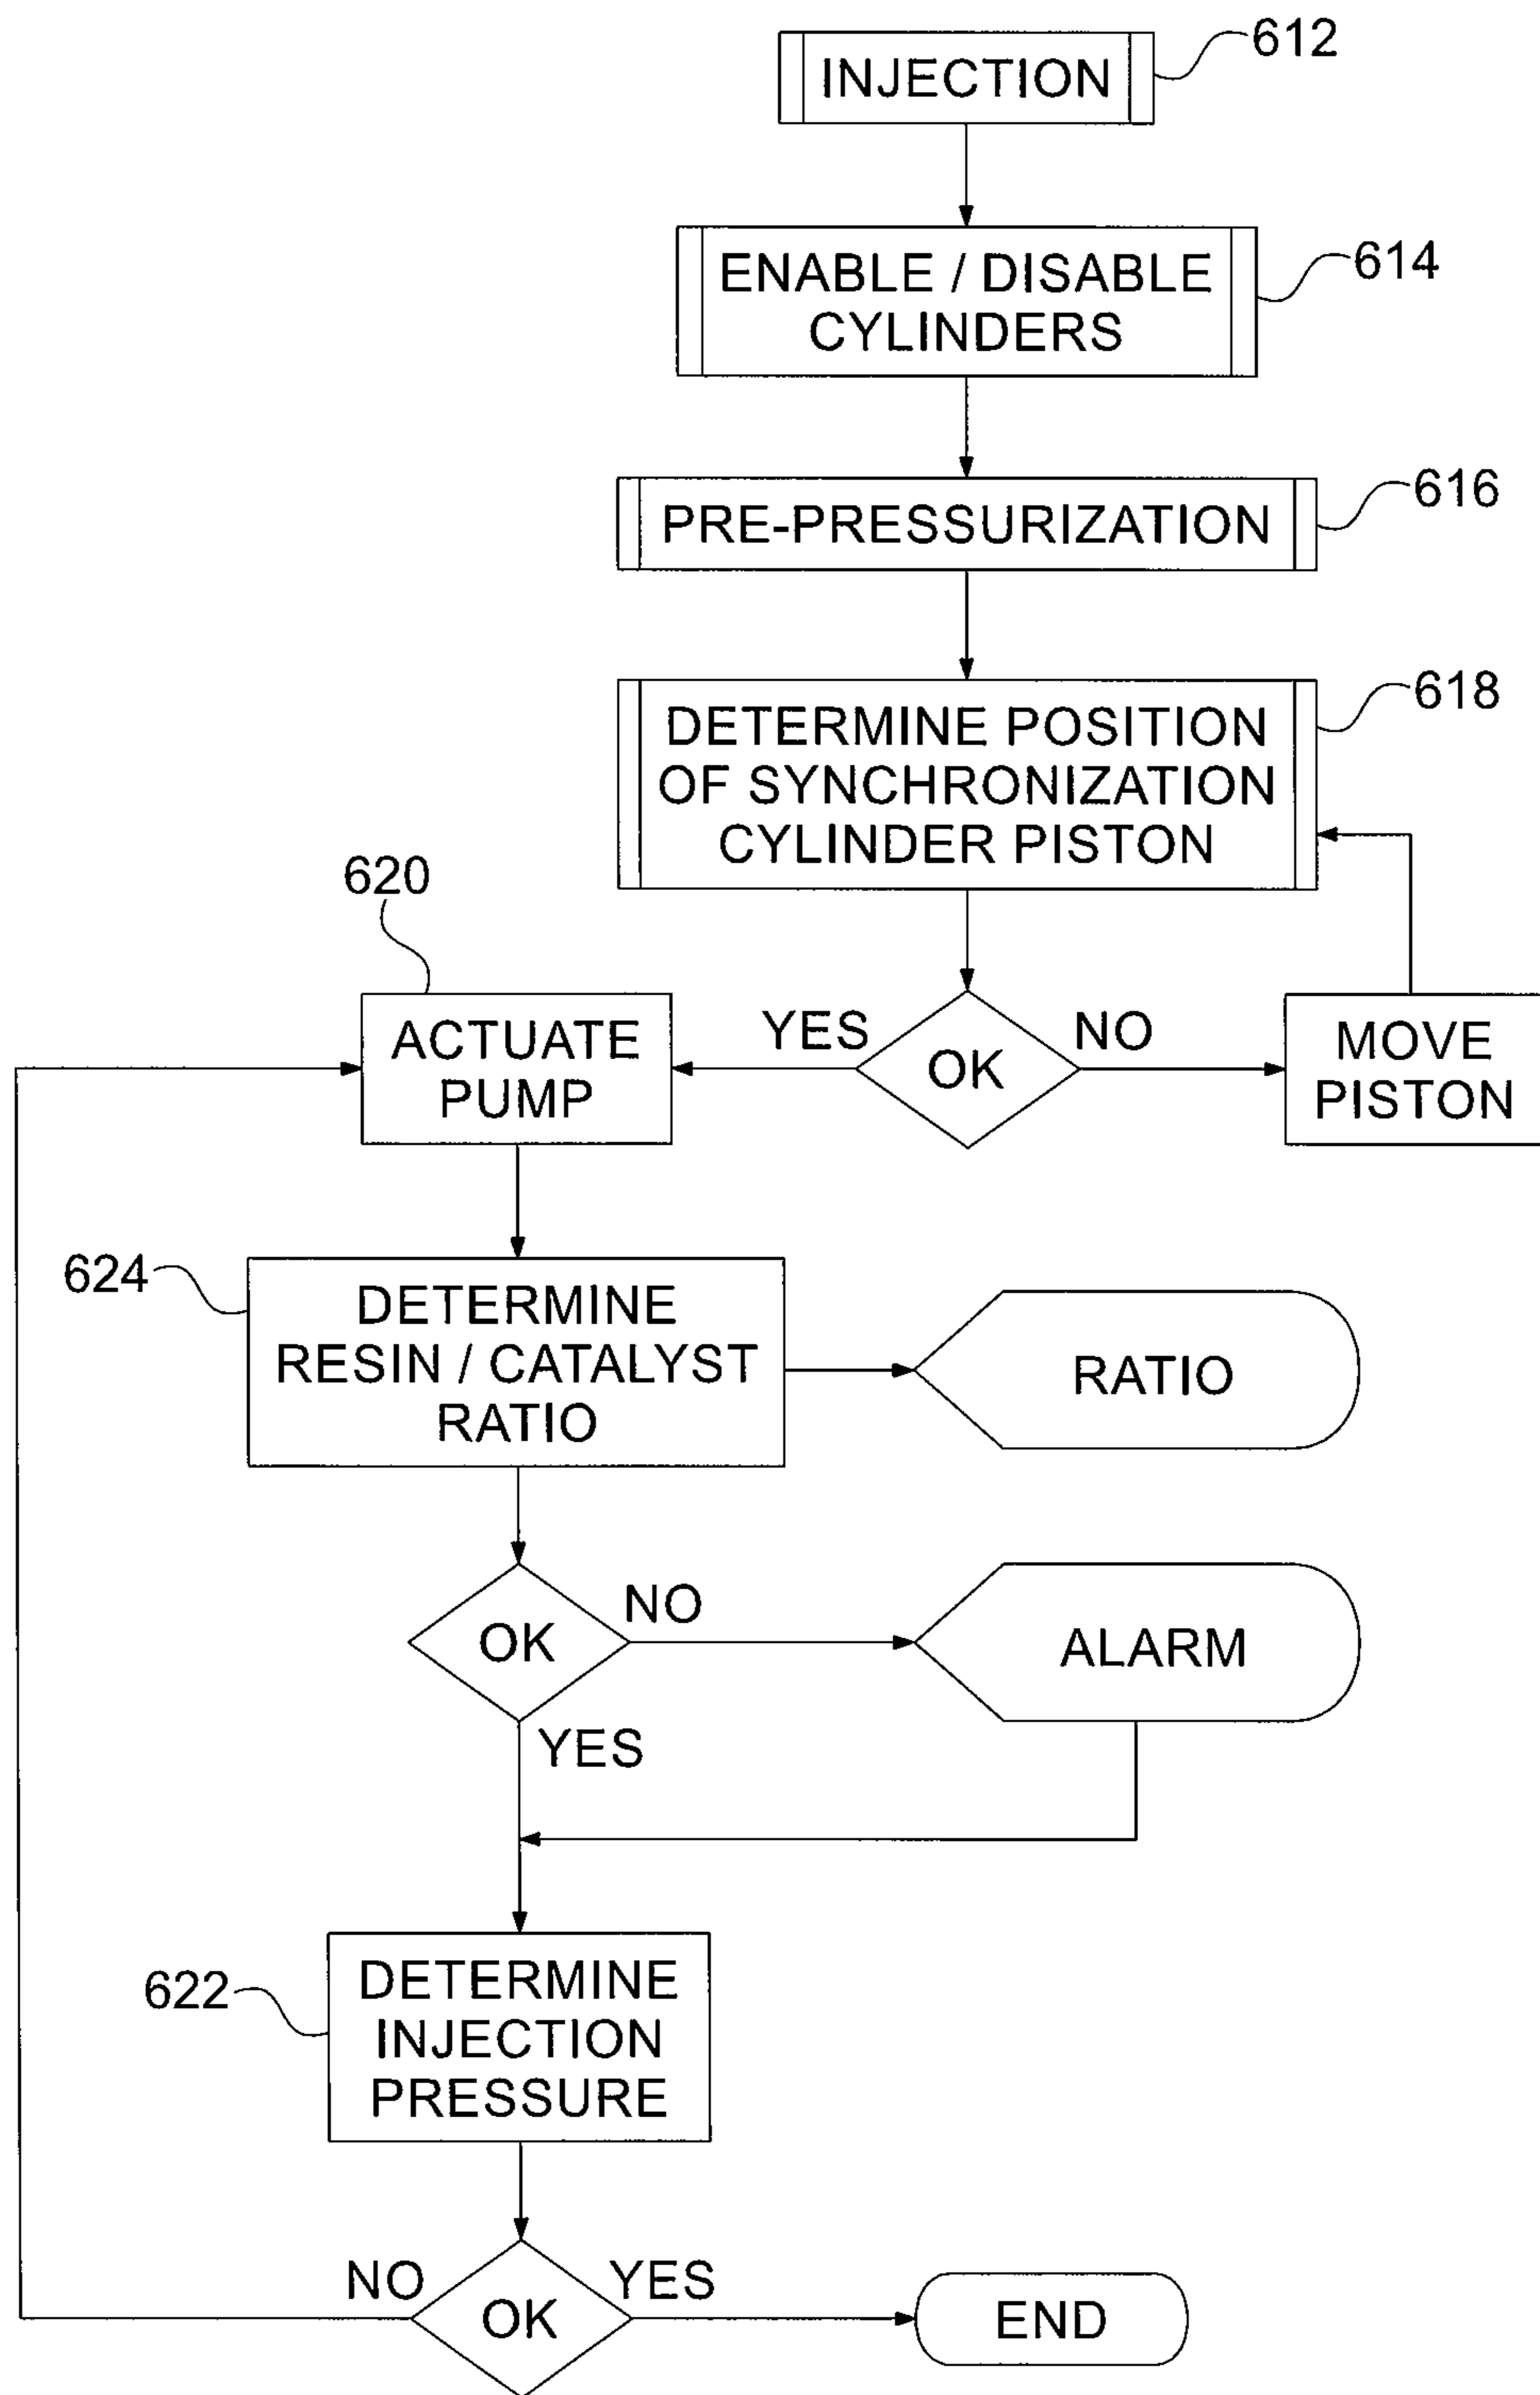 INJECTION
612
ENABLE / DISABLE
CYLINDERS
614
PRE-PRESSURIZATION
616
DETERMINE POSITION
OF SYNCHRONIZATION
CYLINDER PISTON
618
620
ACTUATE
PUMP
YES
OK
NO
MOVE
PISTON
624
DETERMINE
RESIN / CATALYST
RATIO
RATIO
OK
NO
ALARM
YES
622
DETERMINE
INJECTION
PRESSURE
NO
OK
YES
END